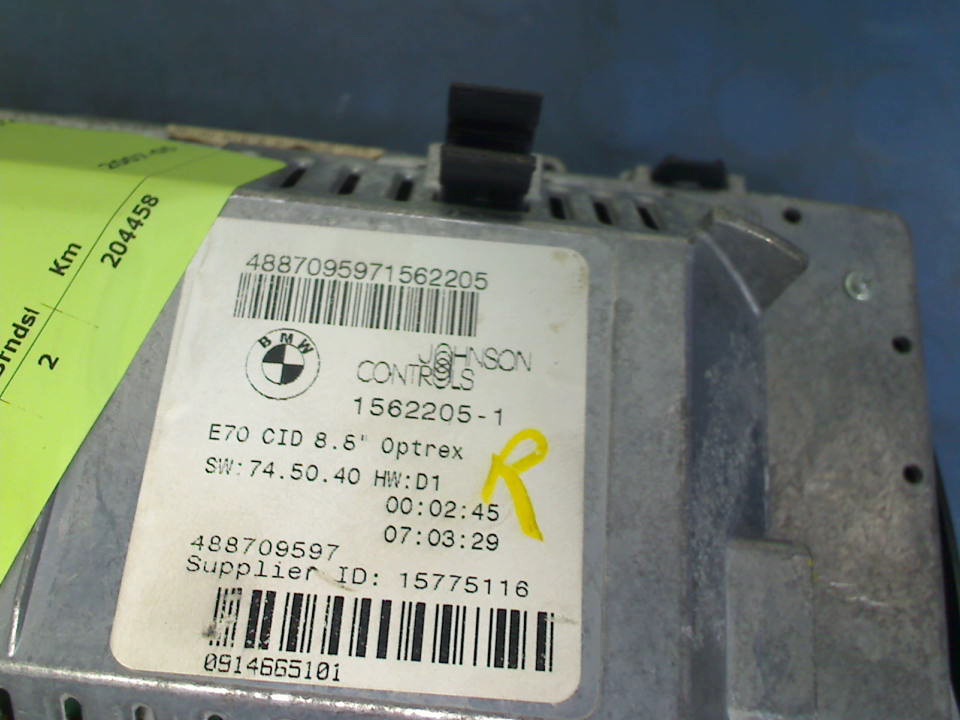 Km
204458
2
4887095971562205
BMW
JOHNSON
CONTROLS
1562205-1
E70 CID 8.8" Optrex
SW:74.50.40 HW:D1
00:02:45
07:03:29
R
488709597
Supplier ID: 15775116
0914665101